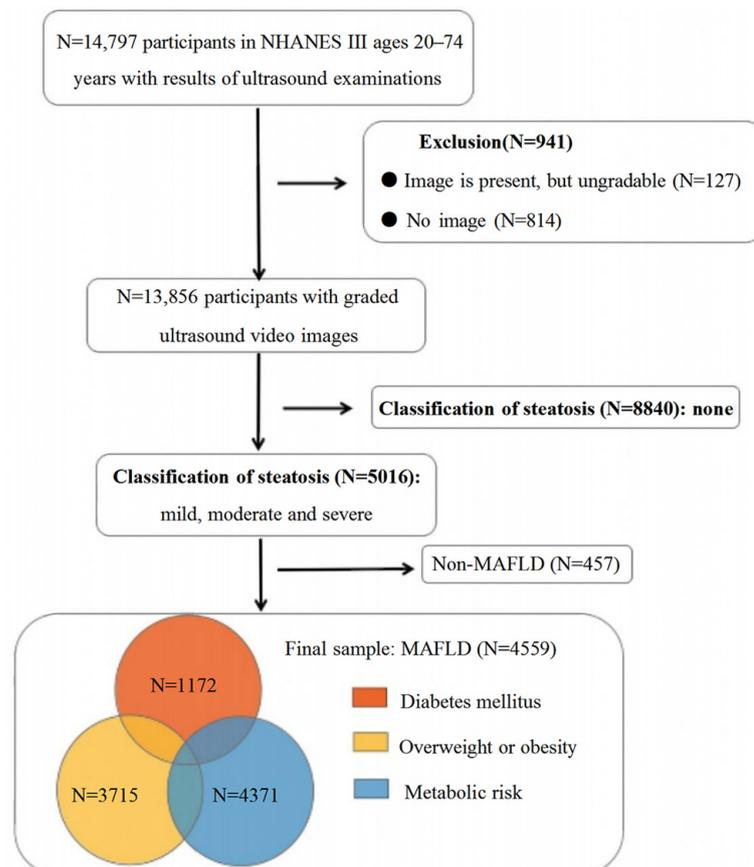 N=14,797 participants in NHANES III ages 20–74
years with results of ultrasound examinations
Exclusion(N=941)
● Image is present, but ungradable (N=127)
● No image (N=814)
N=13,856 participants with graded
ultrasound video images
Classification of steatosis (N=8840): none
Classification of steatosis (N=5016):
mild, moderate and severe
Non-MAFLD (N=457)
Final sample: MAFLD (N=4559)
N=1172
Diabetes mellitus
Overweight or obesity
N=3715
N=4371
Metabolic risk